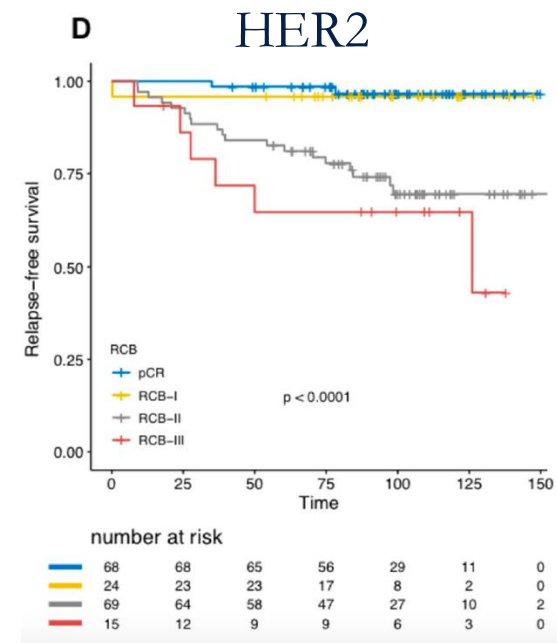 D HER2
1.00
0.75
0.50
0.25
0.00
Relapse-free survival
RCB
pCR
RCB-I
RCB-II
RCB-III
p < 0.0001
0 25 50 75 100 125 150
Time
number at risk
68 68 65 56 29 11 0
24 23 23 17 8 2 0
69 64 58 47 27 10 2
15 12 9 9 6 3 0